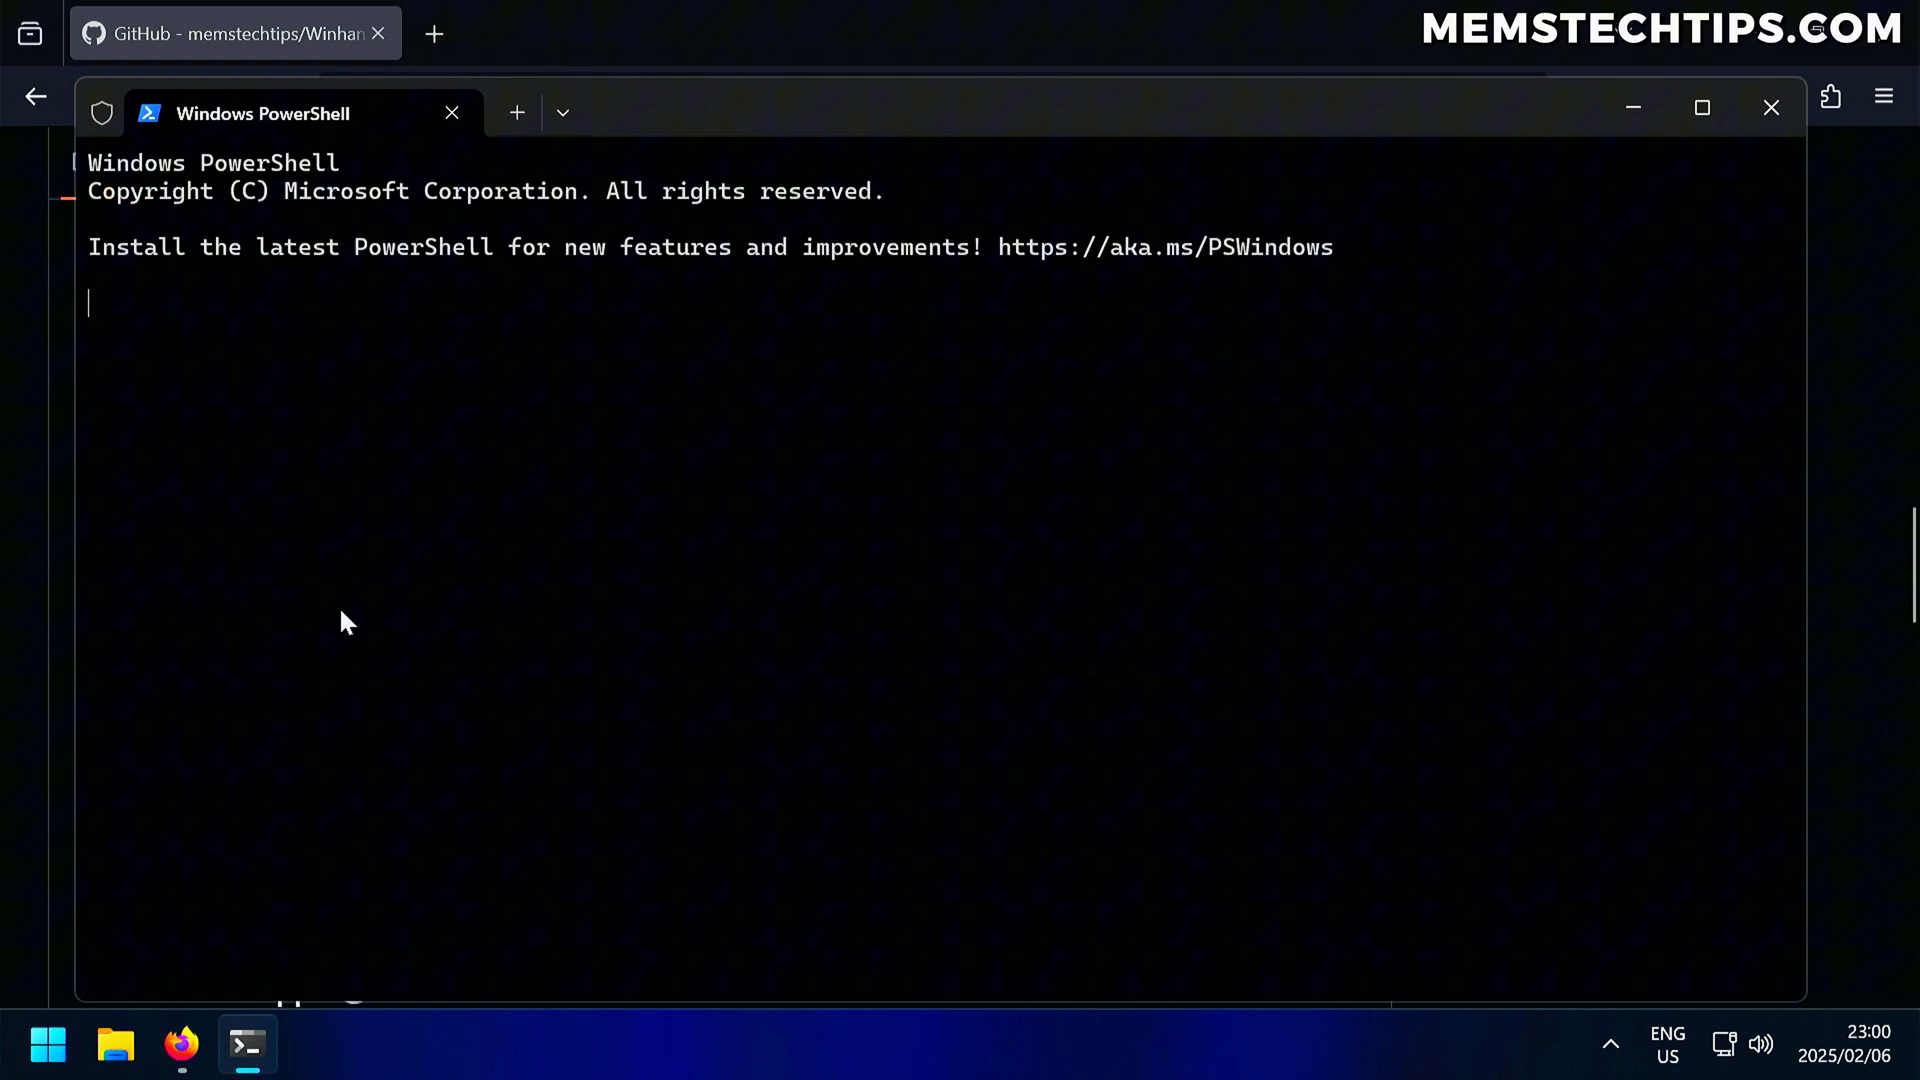 GitHub - memstechtips/Winhan
MEMSTECHTIPS.COM
Windows PowerShell
Windows PowerShell
Copyright (C) Microsoft Corporation. All rights reserved.
Install the latest PowerShell for new features and improvements! https://aka.ms/PSWindows
ENG
US
23:00
2025/02/06